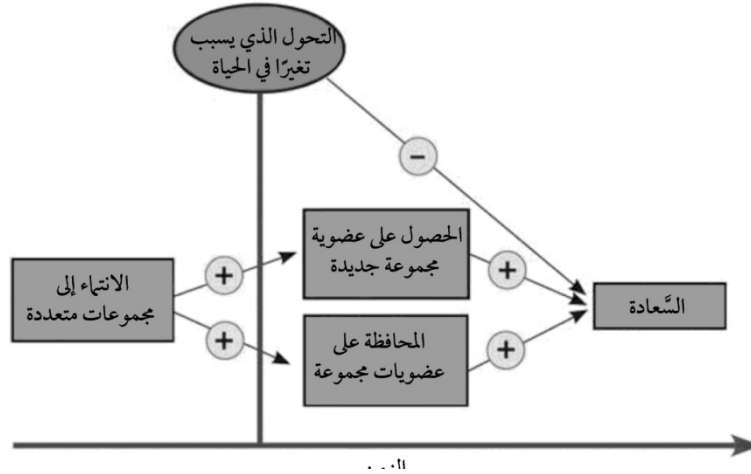 التحول الذي يسبب
تغيرًا في الحياة
−
الحصول على عضوية
مجموعة جديدة
+
+
الانتماء إلى
مجموعات متعددة
السَّعادة
+
+
المحافظة على
عضويات مجموعة